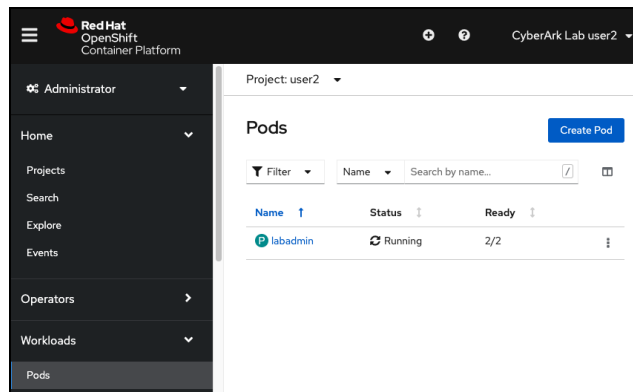 Red Hat
OpenShift
Container Platform
CyberArk Lab user2
Administrator
Home
Projects
Search
Explore
Events
Operators
Workloads
Pods
Project: user2
Pods
Create Pod
Filter
Name
Search by name...
/
Name Status Ready
P labadmin Running 2/2